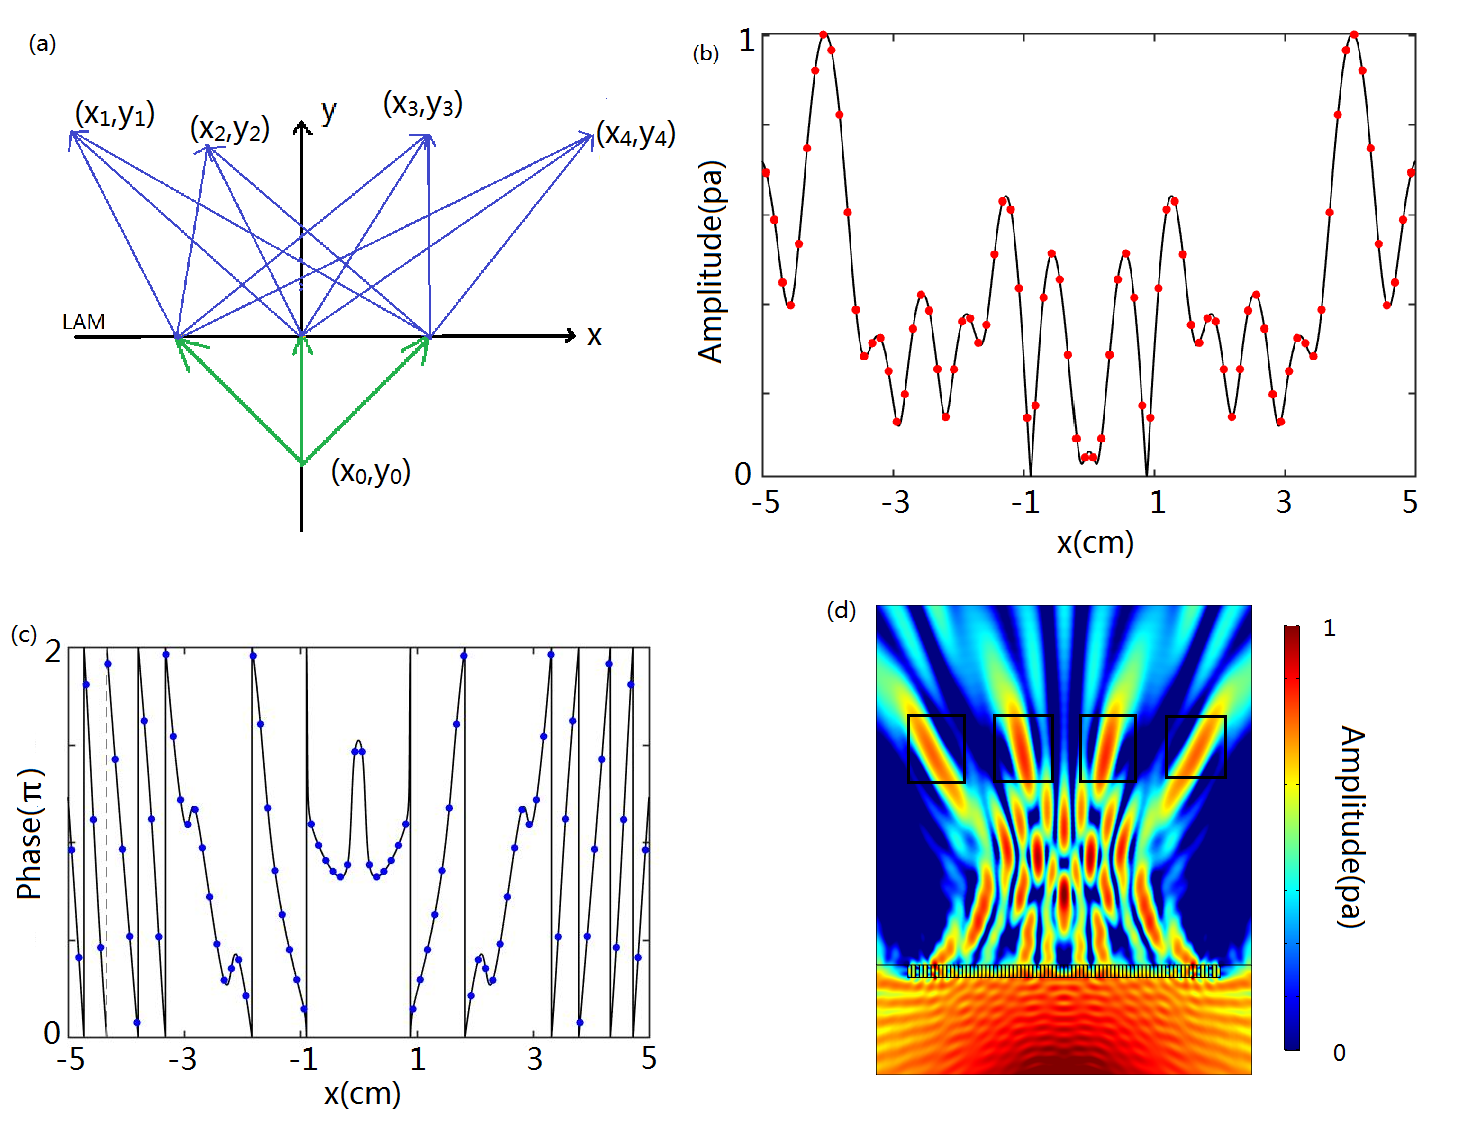 (a)
(x1,y1)
(x2,y2)
y
(x3,y3)
(x4,y4)
LAM
x
(x0,y0)
(b)
1
Amplitude(pa)
0
-5 -3 -1 1 3 5
x(cm)
(c)
2
Phase(π)
0
-5 -3 -1 1 3 5
x(cm)
(d)
1
Amplitude(pa)
0